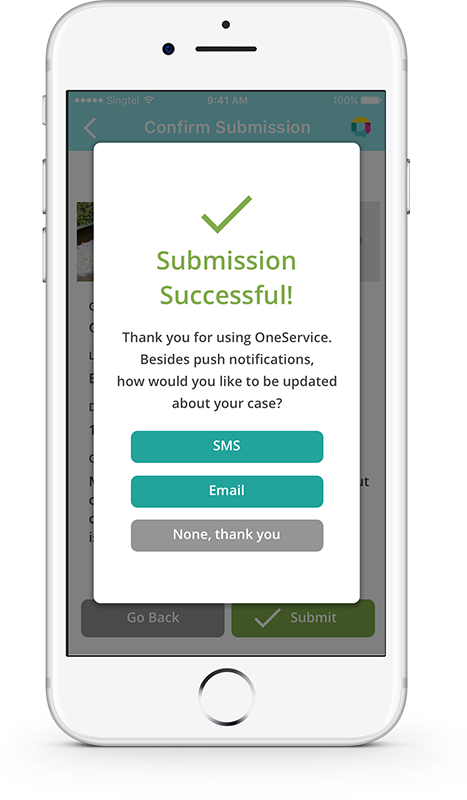 Singtel 9:41 AM 100%
Confirm Submission
Submission
Successful!
Thank you for using OneService.
Besides push notifications,
how would you like to be updated
about your case?
SMS
Email
None, thank you
Go Back Submit